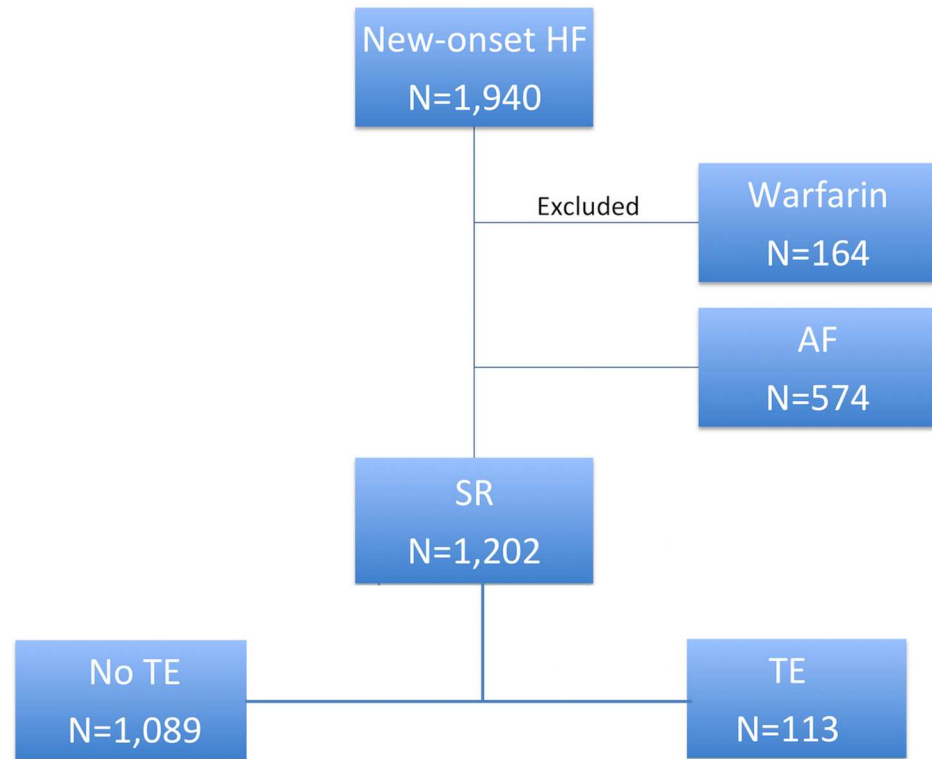 New-onset HF
N=1,940
Excluded
Warfarin
N=164
AF
N=574
SR
N=1,202
No TE
N=1,089
TE
N=113